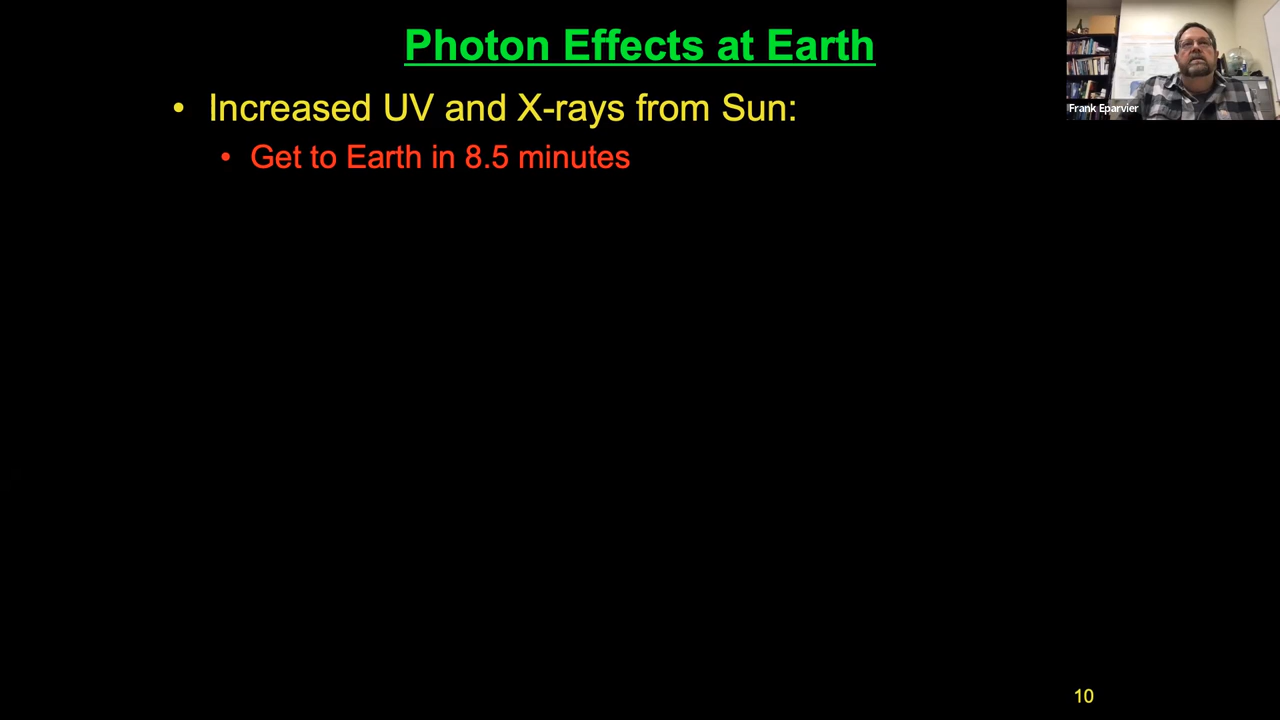 Photon Effects at Earth
• Increased UV and X-rays from Sun:
• Get to Earth in 8.5 minutes
Frank Eparvier
10